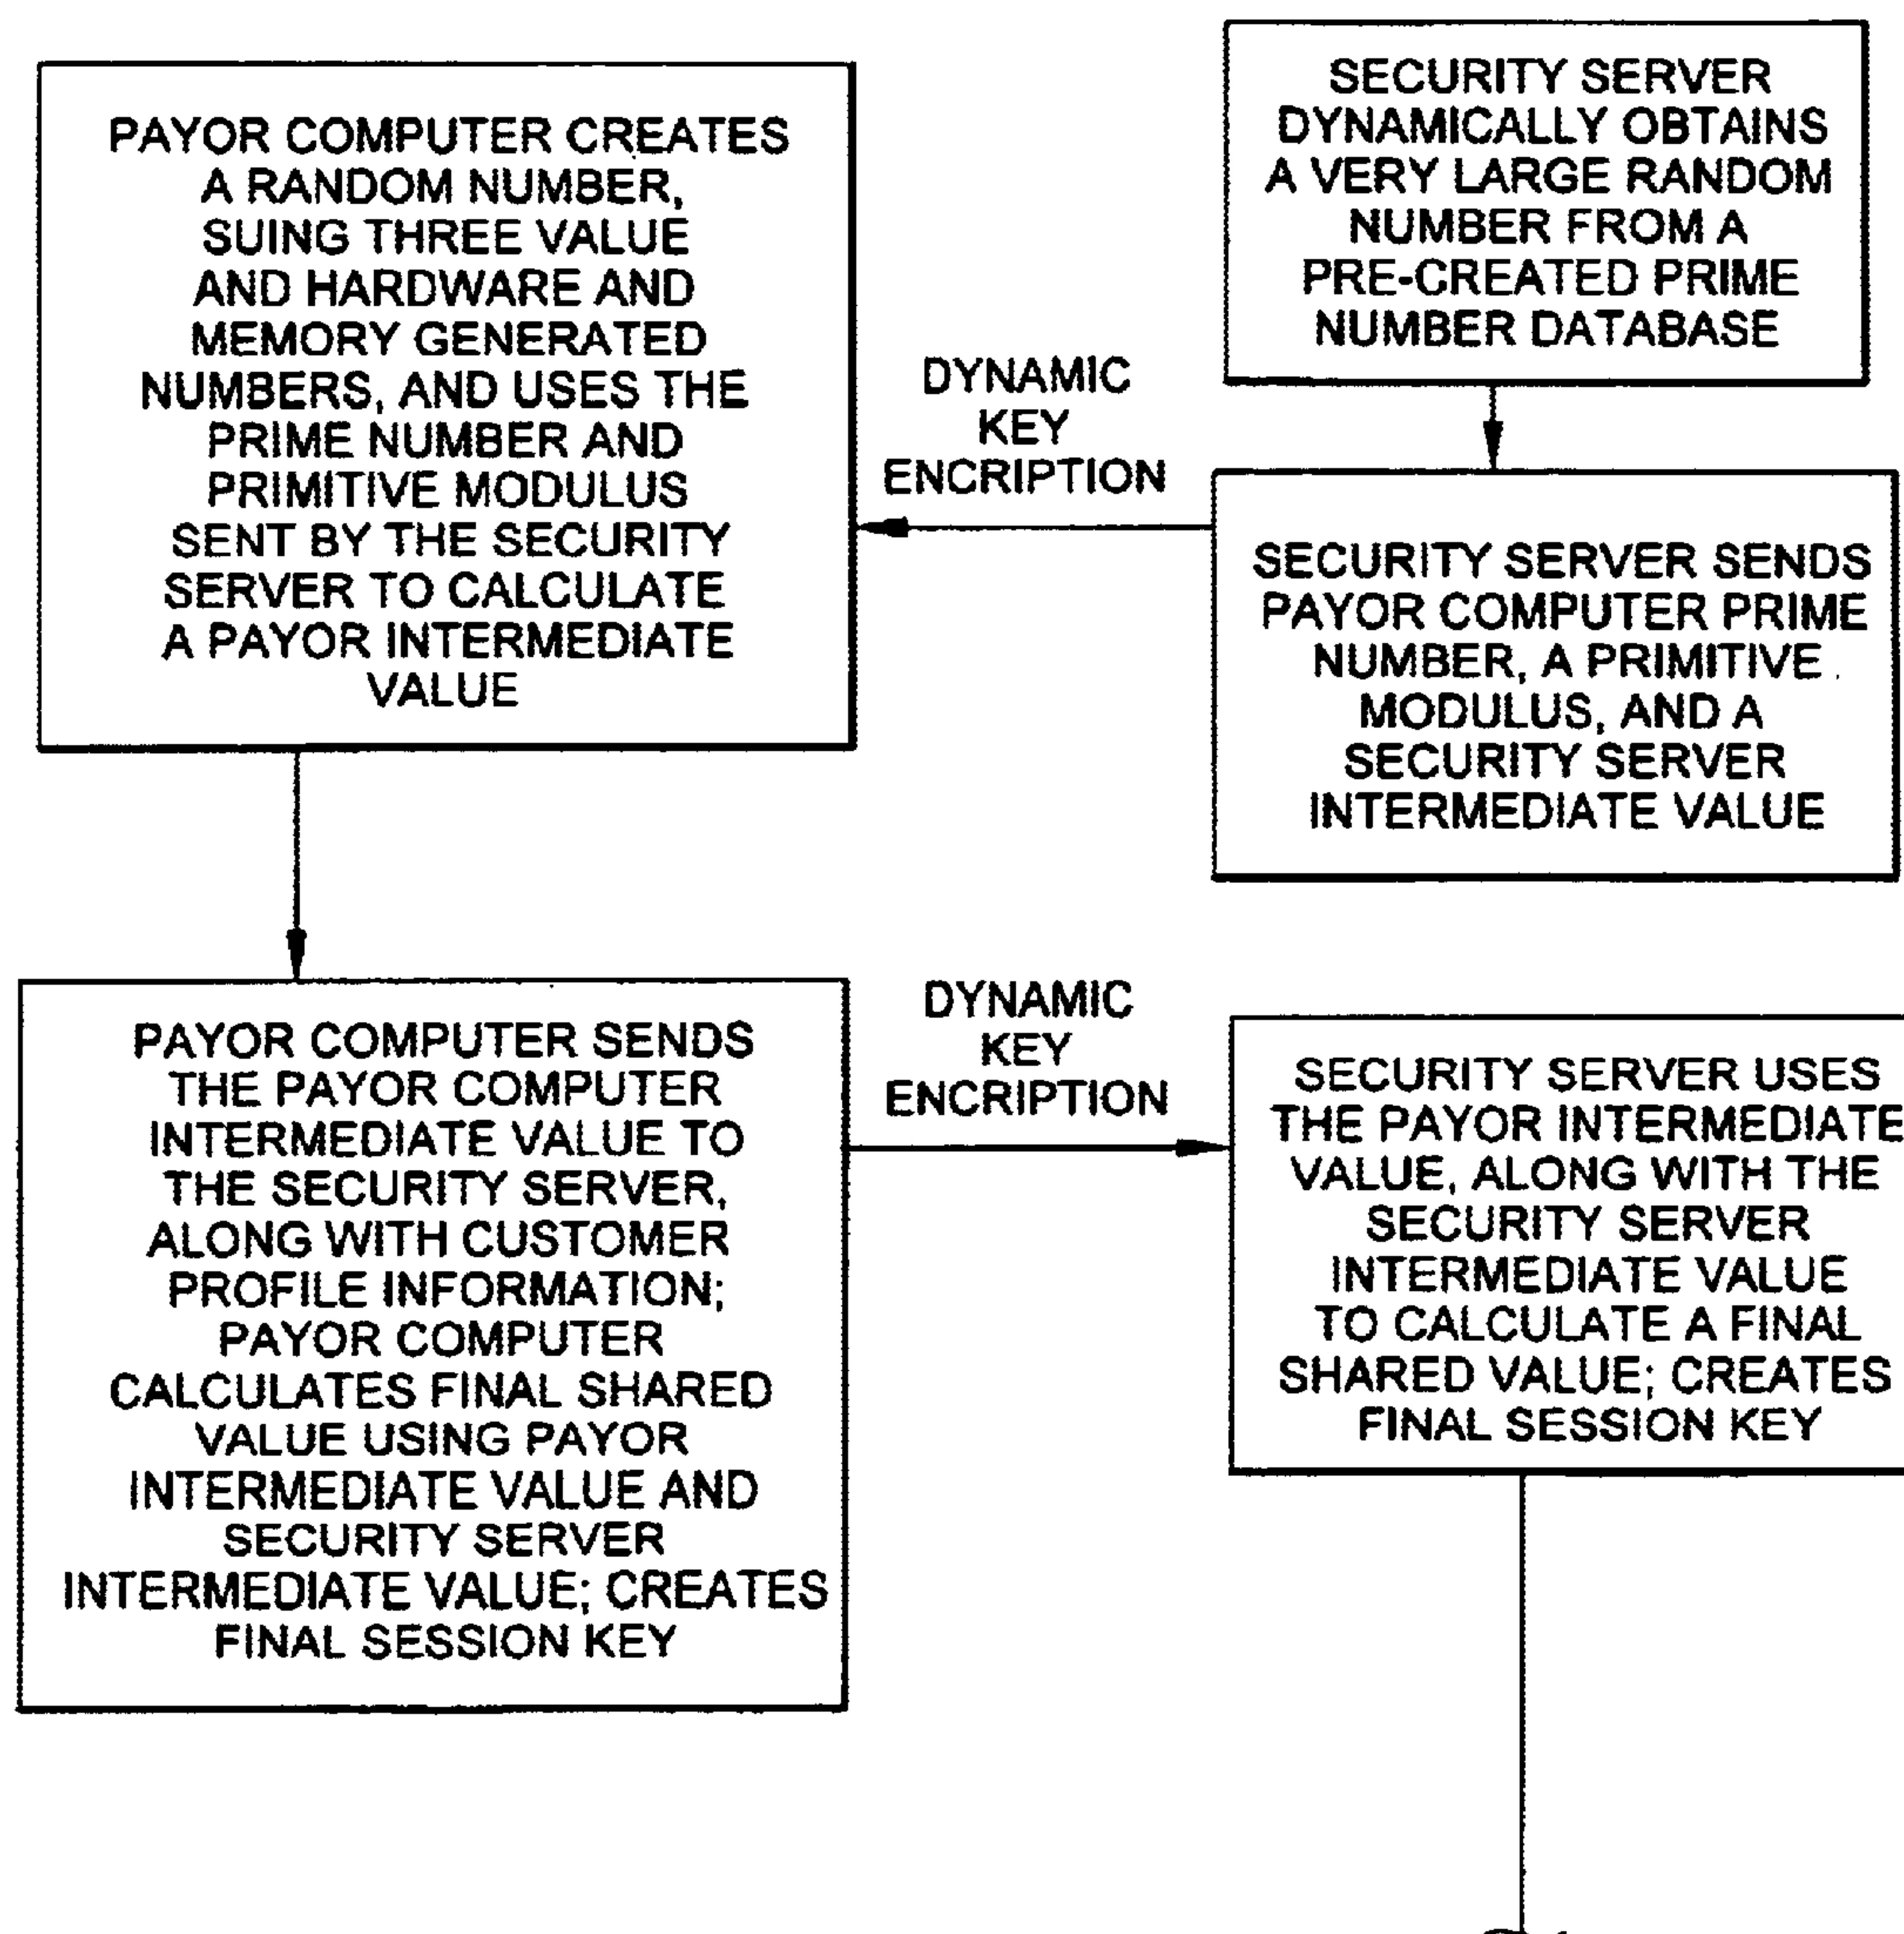 SECURITY SERVER
DYNAMICALLY OBTAINS
A VERY LARGE RANDOM
NUMBER FROM A
PRE-CREATED PRIME
NUMBER DATABASE
SECURITY SERVER SENDS
PAYOR COMPUTER PRIME
NUMBER, A PRIMITIVE
MODULUS, AND A
SECURITY SERVER
INTERMEDIATE VALUE
DYNAMIC
KEY
ENCRIPTION
PAYOR COMPUTER CREATES
A RANDOM NUMBER,
SUING THREE VALUE
AND HARDWARE AND
MEMORY GENERATED
NUMBERS, AND USES THE
PRIME NUMBER AND
PRIMITIVE MODULUS
SENT BY THE SECURITY
SERVER TO CALCULATE
A PAYOR INTERMEDIATE
VALUE
PAYOR COMPUTER SENDS
THE PAYOR COMPUTER
INTERMEDIATE VALUE TO
THE SECURITY SERVER,
ALONG WITH CUSTOMER
PROFILE INFORMATION;
PAYOR COMPUTER
CALCULATES FINAL SHARED
VALUE USING PAYOR
INTERMEDIATE VALUE AND
SECURITY SERVER
INTERMEDIATE VALUE; CREATES
FINAL SESSION KEY
DYNAMIC
KEY
ENCRIPTION
SECURITY SERVER USES
THE PAYOR INTERMEDIATE
VALUE, ALONG WITH THE
SECURITY SERVER
INTERMEDIATE VALUE
TO CALCULATE A FINAL
SHARED VALUE; CREATES
FINAL SESSION KEY